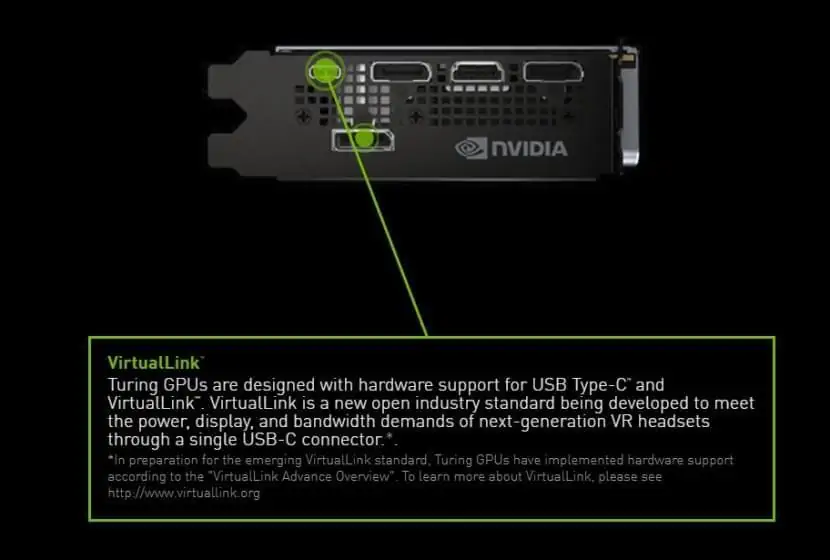 NVIDIA
VirtualLink™
Turing GPUs are designed with hardware support for USB Type-C™ and
VirtualLink™. VirtualLink is a new open industry standard being developed to meet
the power, display, and bandwidth demands of next-generation VR headsets
through a single USB-C connector.*.
*In preparation for the emerging VirtualLink standard, Turing GPUs have implemented hardware support
according to the "VirtualLink Advance Overview". To learn more about VirtualLink, please see
http://www.virtuallink.org